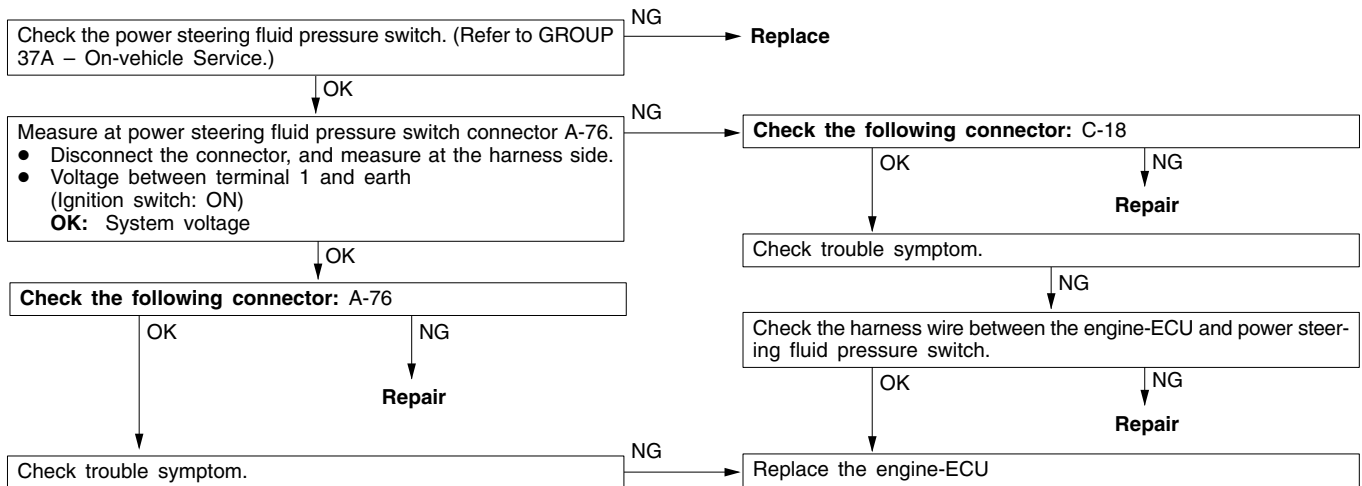 Check the power steering fluid pressure switch. (Refer to GROUP
37A – On-vehicle Service.)
NG
Replace
OK
Measure at power steering fluid pressure switch connector A-76.
● Disconnect the connector, and measure at the harness side.
● Voltage between terminal 1 and earth
(Ignition switch: ON)
OK: System voltage
NG
Check the following connector: C-18
OK
NG
Repair
Check trouble symptom.
NG
Check the harness wire between the engine-ECU and power steer-
ing fluid pressure switch.
OK
NG
Repair
OK
Check the following connector: A-76
OK
NG
Repair
Check trouble symptom.
NG
Replace the engine-ECU